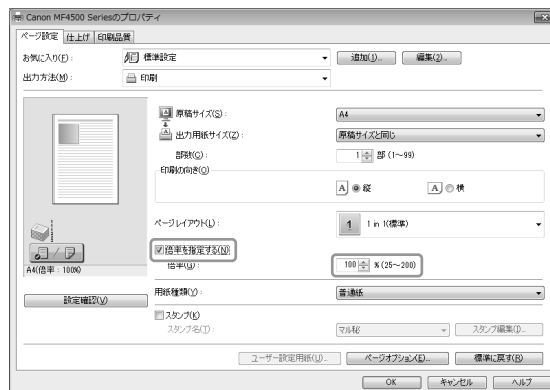 Canon MF4500 Seriesのプロパティ
ページ設定 仕上げ 印刷品質
お気に入り(F): 標準設定 追加(1)... 編集(2)...
出力方法(M): 印刷
原稿サイズ(S): A4
出力用紙サイズ(Z): 原稿サイズと同じ
部数(C): 1 部 (1~99)
印刷の向き(O)
A 縦 A 横
ページレイアウト(L): 1 1 in 1(標準)
倍率を指定する(N)
倍率(G): 100 % (25~200)
A4(倍率: 100%)
用紙種類(Y): 普通紙
設定確認(V)
スタンプ(K)
スタンプ名(T): マル秘 スタンプ編集(I)...
ユーザー設定用紙(U)... ページオプション(E)... 標準に戻す(R)
OK キャンセル ヘルプ